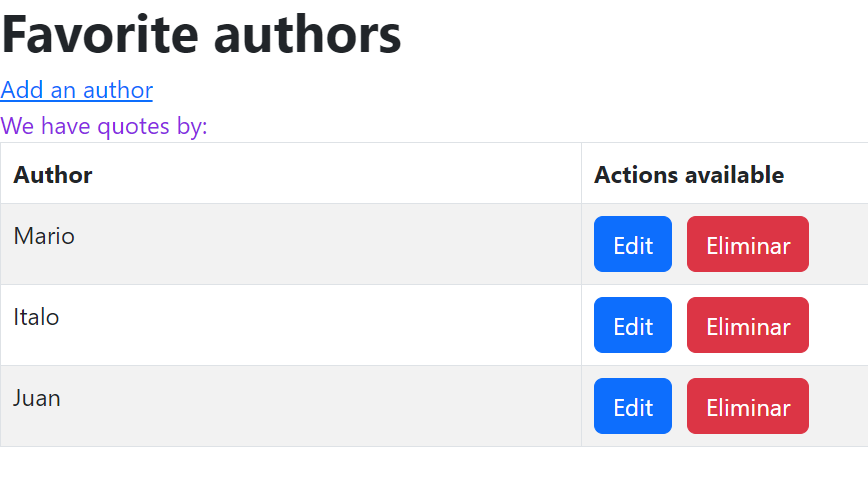 Favorite authors
Add an author
We have quotes by:
Author Actions available
Mario Edit Eliminar
Italo Edit Eliminar
Juan Edit Eliminar